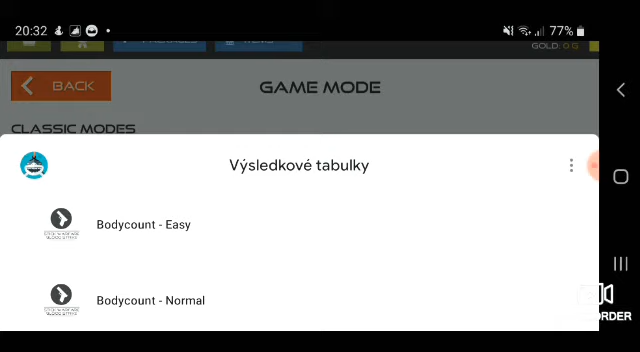 20:32
77%
GOLD: 0 G
BACK
GAME MODE
CLASSIC MODES
Výsledkové tabulky
Bodycount - Easy
Bodycount - Normal
ORDER